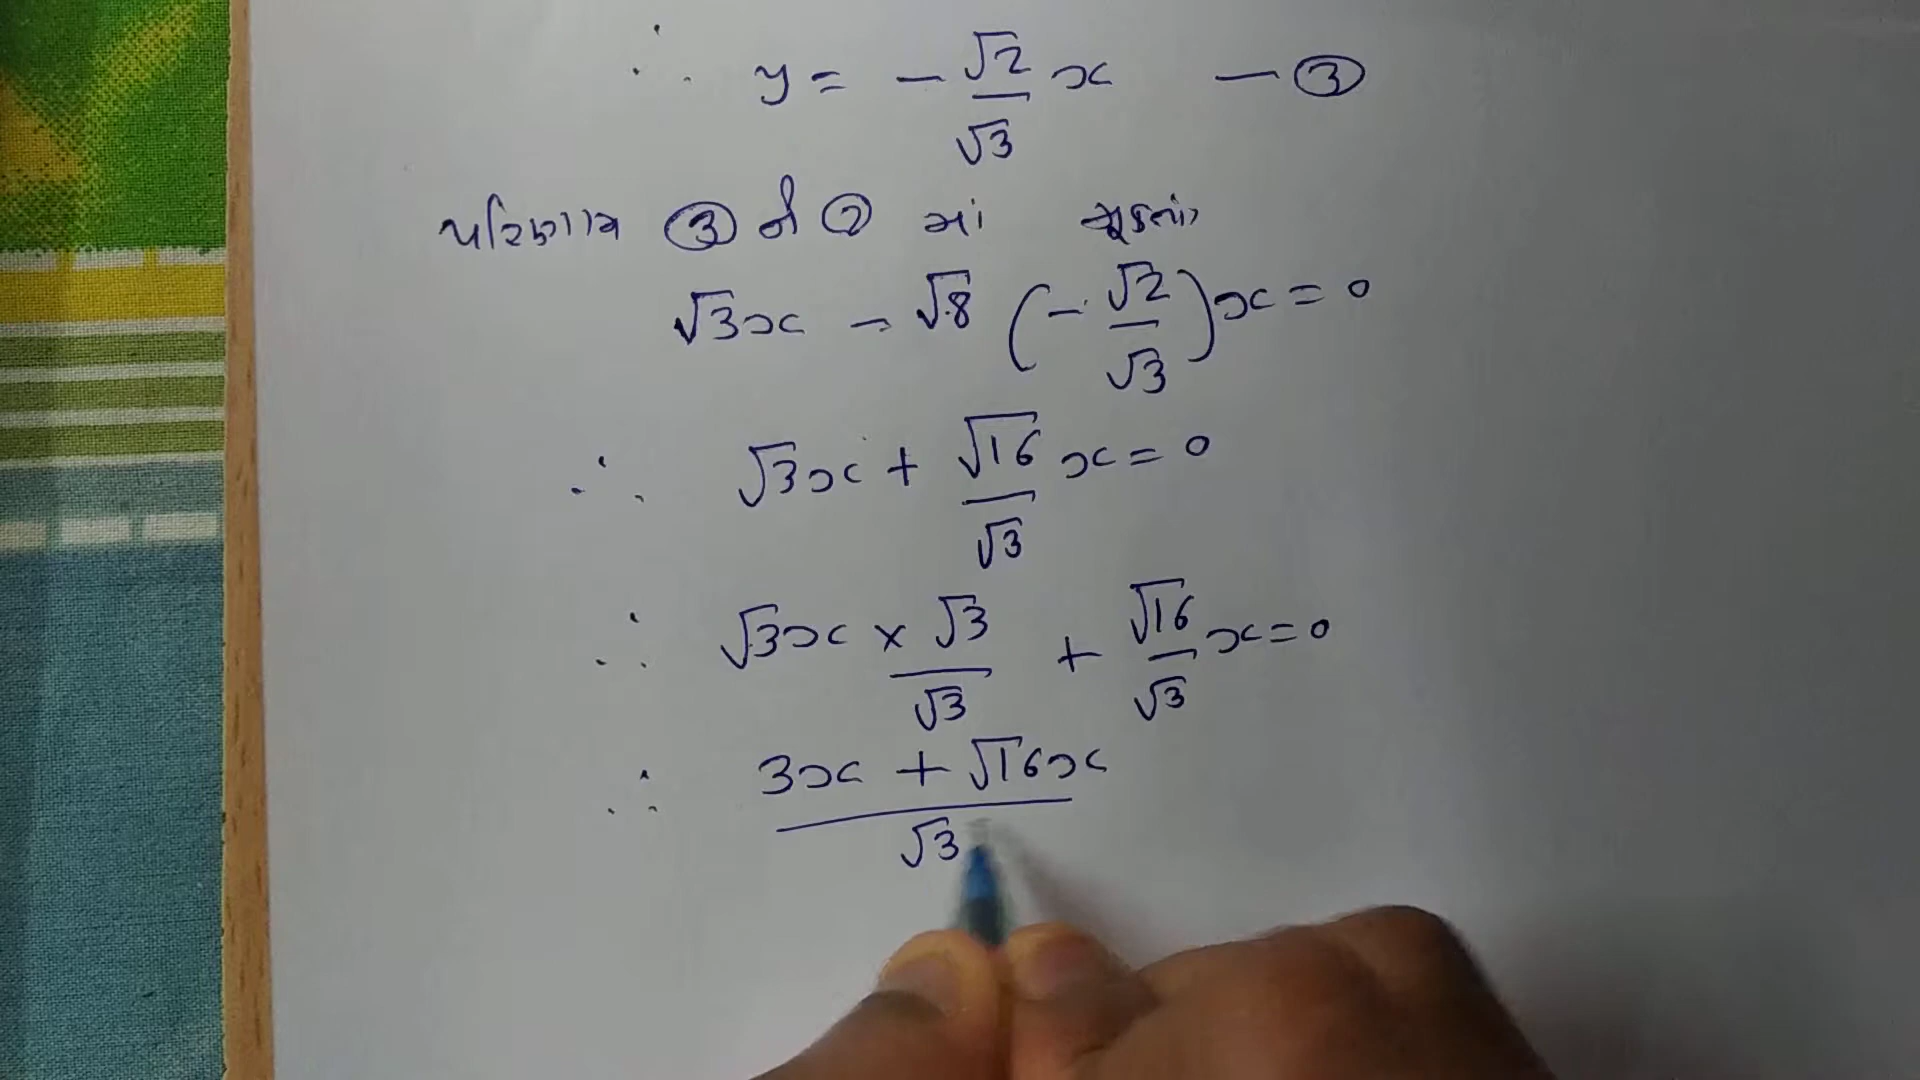 ∴ y = - √2/√3 x — ③
પરિણામ ③ ને ② માં મૂકતાં
√3x - √8 (- √2/√3) x = 0
∴ √3x + √16/√3 x = 0
∴ √3x × √3/√3 + √16/√3 x = 0
∴ (3x + √16x)/√3